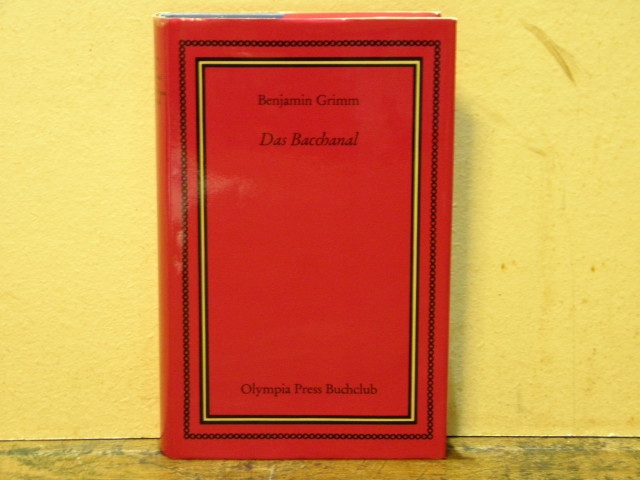 Benjamin Grimm
Das Bacchanal
Olympia Press Buchclub